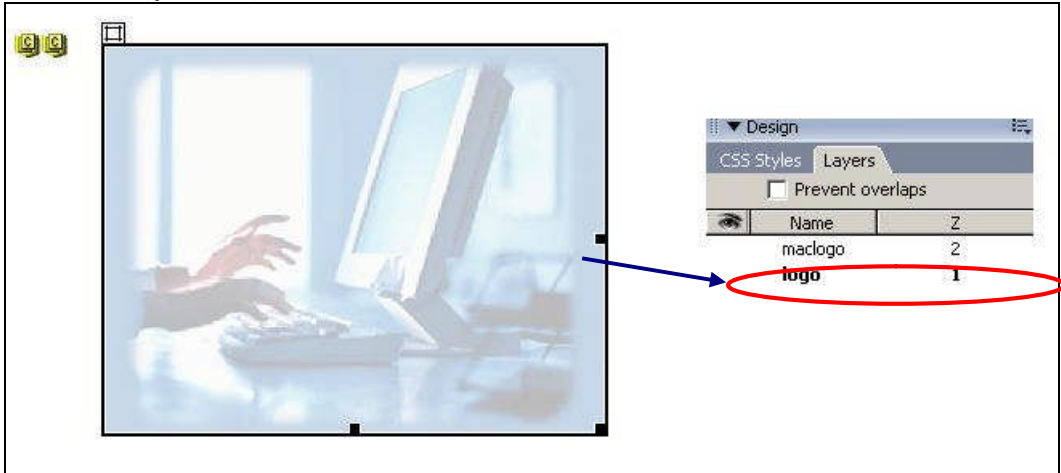 C C
Design
CSS Styles Layers
Prevent overlaps
Name Z
maclogo 2
logo 1